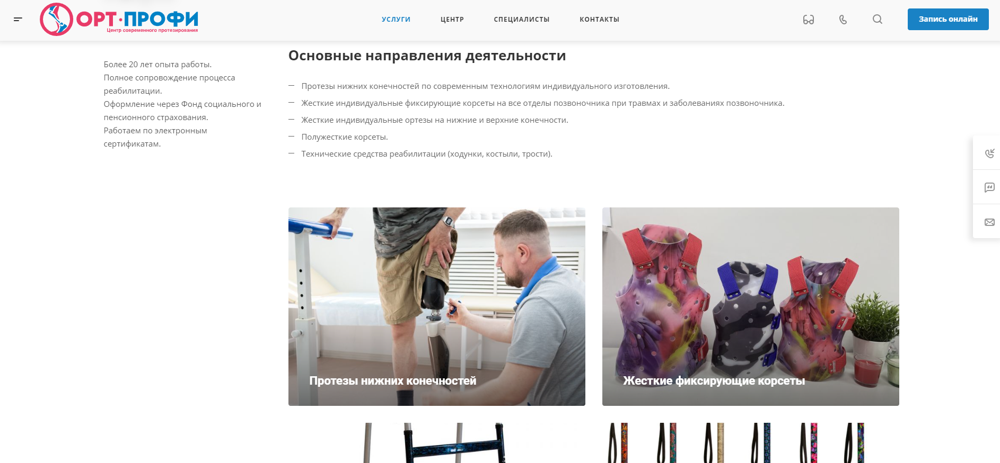 ОРТ·ПРОФИ
Центр современного протезирования
УСЛУГИ
ЦЕНТР
СПЕЦИАЛИСТЫ
КОНТАКТЫ
Запись онлайн
Более 20 лет опыта работы.
Полное сопровождение процесса
реабилитации.
Оформление через Фонд социального и
пенсионного страхования.
Работаем по электронным
сертификатам.
Основные направления деятельности
Протезы нижних конечностей по современным технологиям индивидуального изготовления.
Жесткие индивидуальные фиксирующие корсеты на все отделы позвоночника при травмах и заболеваниях позвоночника.
Жесткие индивидуальные ортезы на нижние и верхние конечности.
Полужесткие корсеты.
Технические средства реабилитации (ходунки, костыли, трости).
Протезы нижних конечностей
Жесткие фиксирующие корсеты